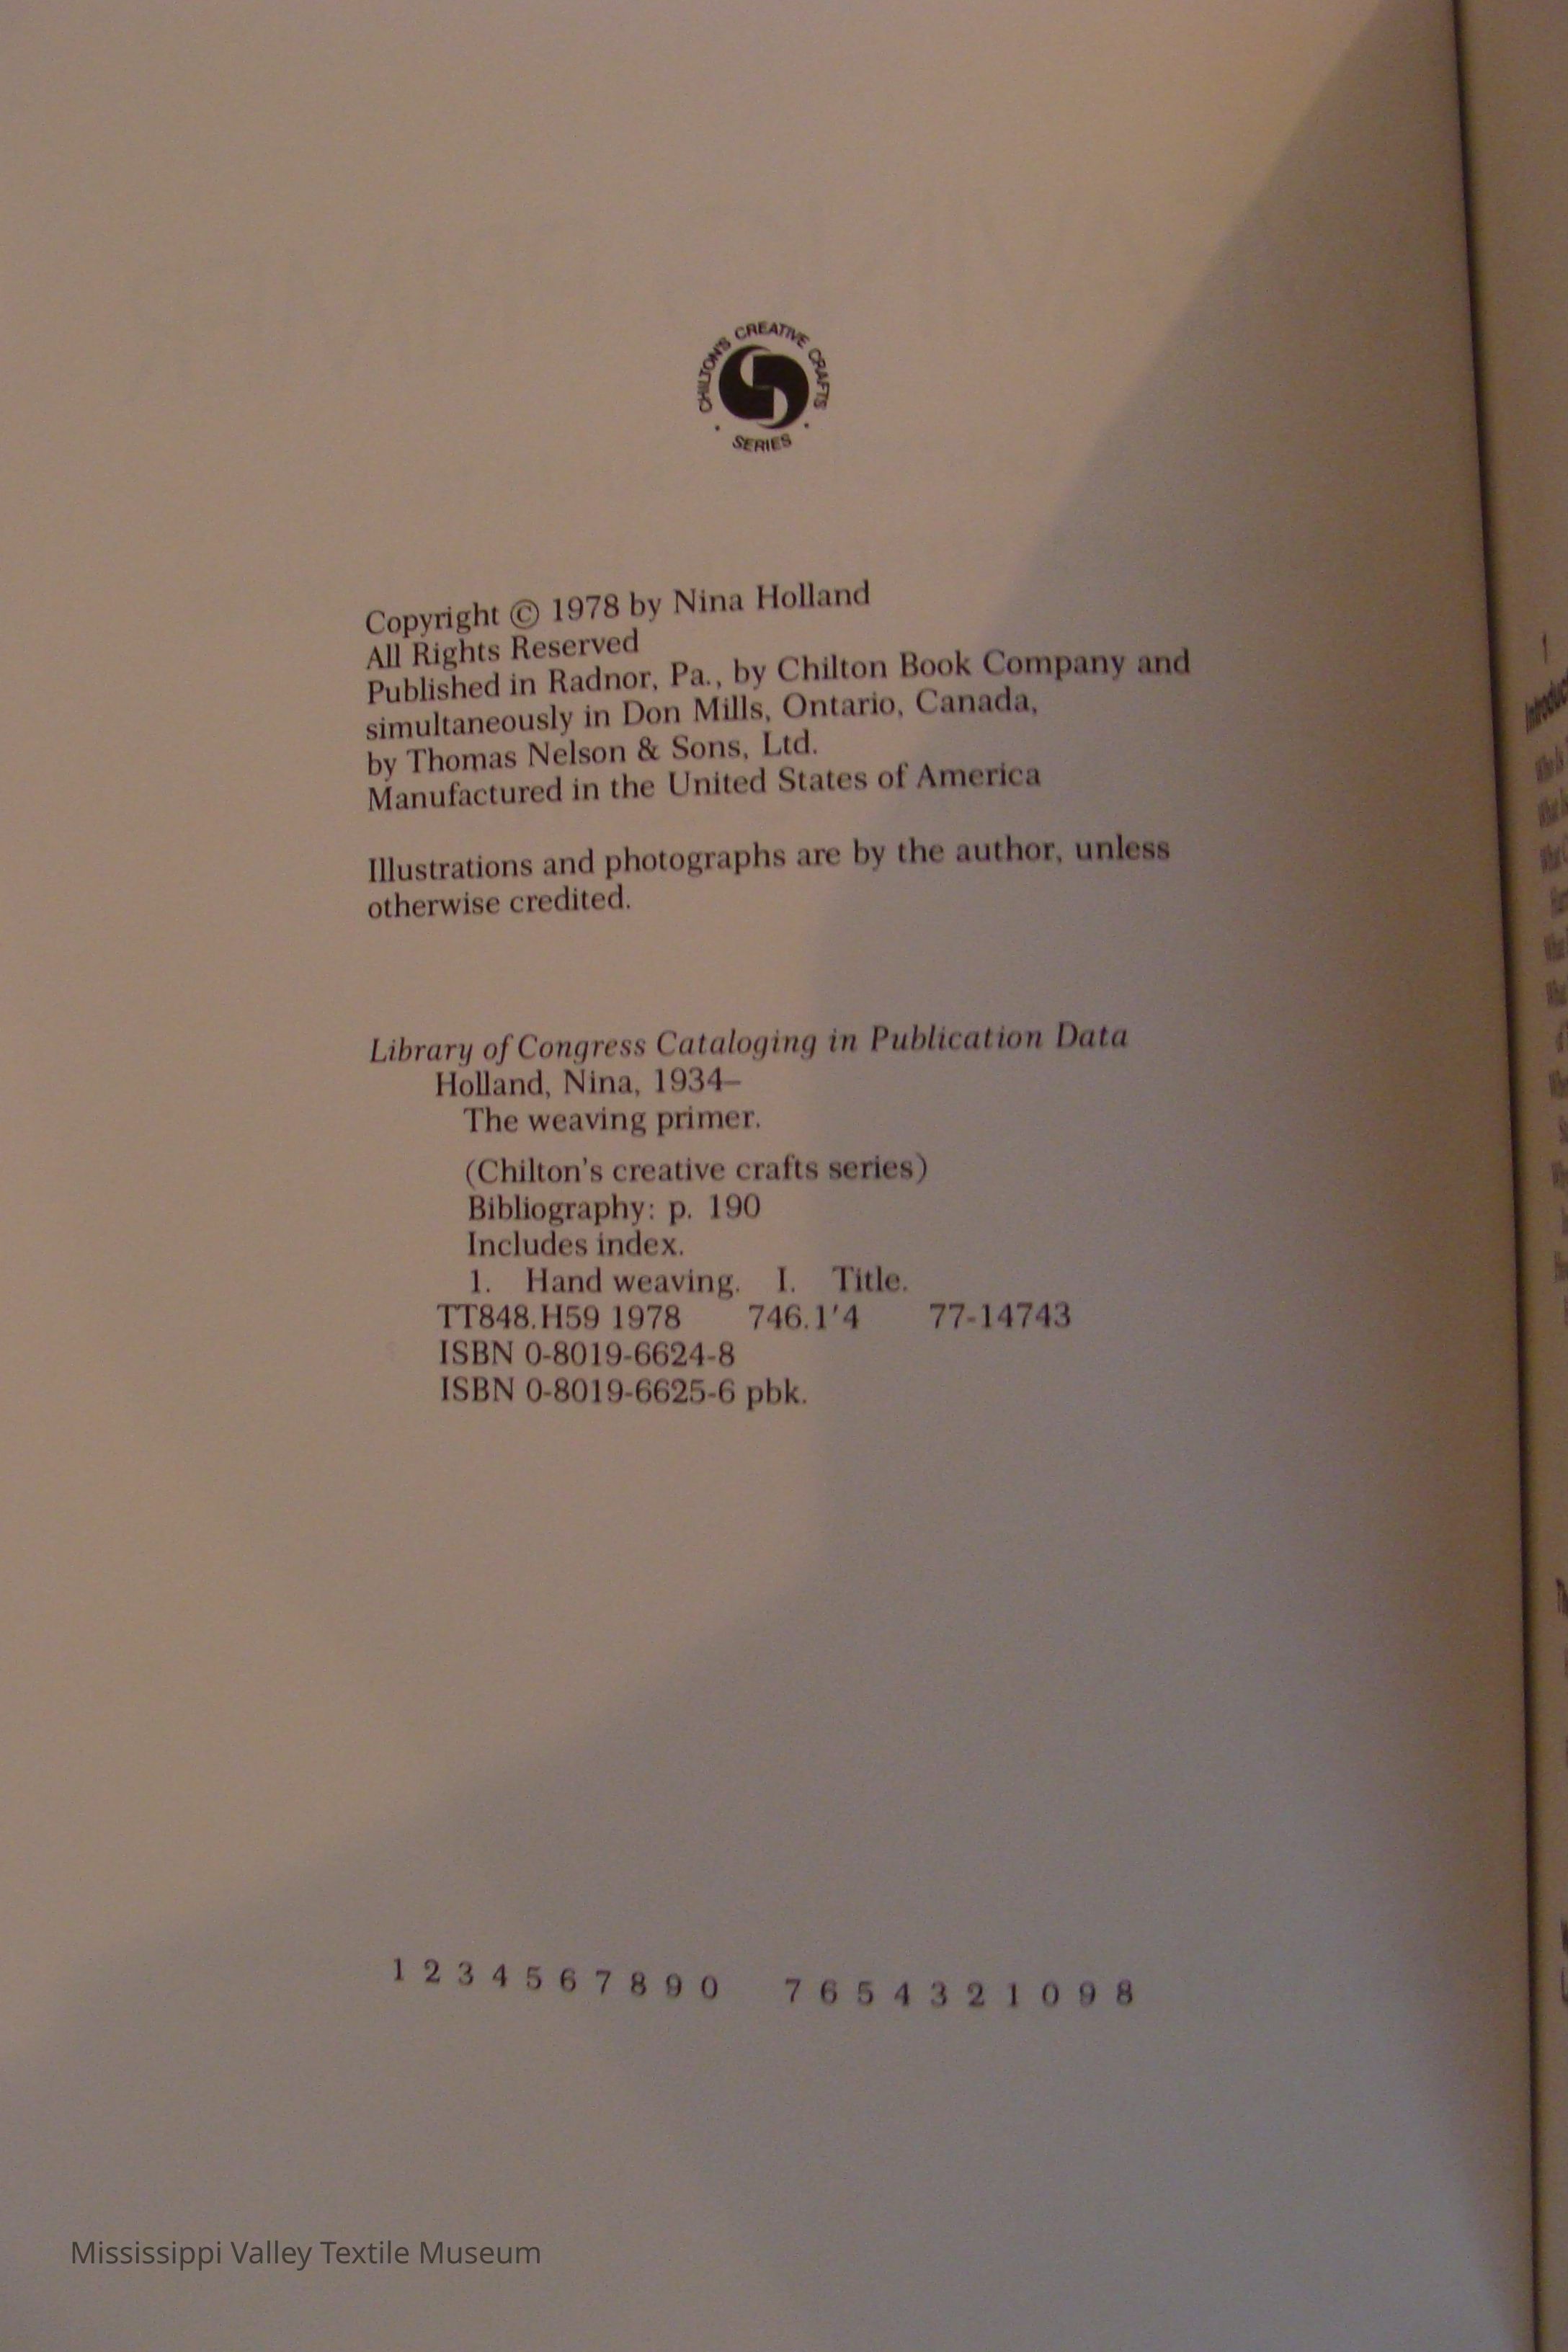 CHILTON'S CREATIVE CRAFTS
· SERIES ·
Copyright © 1978 by Nina Holland
All Rights Reserved
Published in Radnor, Pa., by Chilton Book Company and
simultaneously in Don Mills, Ontario, Canada,
by Thomas Nelson & Sons, Ltd.
Manufactured in the United States of America
Illustrations and photographs are by the author, unless
otherwise credited.
Library of Congress Cataloging in Publication Data
Holland, Nina, 1934–
The weaving primer.
(Chilton's creative crafts series)
Bibliography: p. 190
Includes index.
1. Hand weaving. I. Title.
TT848.H59 1978 746.1'4 77-14743
ISBN 0-8019-6624-8
ISBN 0-8019-6625-6 pbk.
1 2 3 4 5 6 7 8 9 0 7 6 5 4 3 2 1 0 9 8
Mississippi Valley Textile Museum